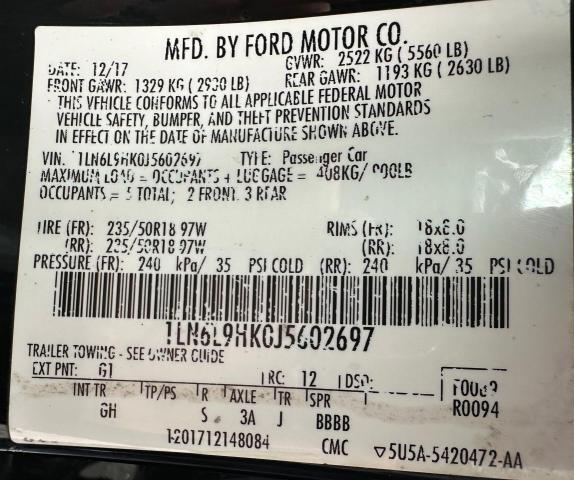 MFD. BY FORD MOTOR CO.
DATE: 12/17 GVWR: 2522 KG ( 5560 LB)
FRONT GAWR: 1329 KG ( 2930 LB) REAR GAWR: 1193 KG ( 2630 LB)
THIS VEHICLE CONFORMS TO ALL APPLICABLE FEDERAL MOTOR
VEHICLE SAFETY, BUMPER, AND THEFT PREVENTION STANDARDS
IN EFFECT ON THE DATE OF MANUFACTURE SHOWN ABOVE.
VIN: 1LN6L9HK0J5602697 TYPE: Passenger Car
MAXIMUM LOAD = OCCUPANTS + LUGGAGE = 408KG/ 900LB
OCCUPANTS = 5 TOTAL; 2 FRONT, 3 REAR
TIRE (FR): 235/50R18 97W RIMS (FR): 18x8.0
(RR): 235/50R18 97W (RR): 18x8.0
PRESSURE (FR): 240 kPa/ 35 PSI COLD (RR): 240 kPa/ 35 PSI COLD
1LN6L9HK0J5602697
TRAILER TOWING - SEE OWNER GUIDE
EXT PNT: G1 RC: 12 DSO:
INT TR TP/PS R AXLE TR SPR R0094
GH S 3A J BBBB
1-201712148084 CMC ▽5U5A-5420472-AA